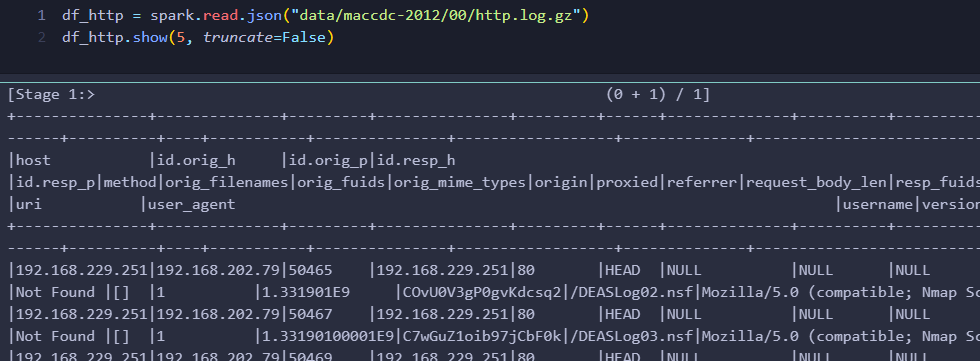 1 df_http = spark.read.json("data/maccdc-2012/00/http.log.gz")
2 df_http.show(5, truncate=False)
[Stage 1:> (0 + 1) / 1]
+---------------+--------------+---------+---------------+---------+------+--------------+----------+---------
------+---------+----+-----------+---------------+------------------+--------------
|host |id.orig_h |id.orig_p|id.resp_h
|id.resp_p|method|orig_filenames|orig_fuids|orig_mime_types|origin|proxied|referrer|request_body_len|resp_fuids
|uri |user_agent |username|version
+---------------+--------------+---------+---------------+---------+------+--------------+----------+---------
------+---------+----+-----------+---------------+------------------+--------------
|192.168.229.251|192.168.202.79|50465 |192.168.229.251|80 |HEAD |NULL |NULL |NULL
|Not Found |[] |1 |1.331901E9 |COvU0V3gP0gvKdcsq2|/DEASLog02.nsf|Mozilla/5.0 (compatible; Nmap Sc
|192.168.229.251|192.168.202.79|50467 |192.168.229.251|80 |HEAD |NULL |NULL |NULL
|Not Found |[] |1 |1.33190100001E9|C7wGuZ1oib97jCbF0k|/DEASLog03.nsf|Mozilla/5.0 (compatible; Nmap Sc
|192.168.229.251|192.168.202.79|50469 |192.168.229.251|80 |HEAD |NULL |NULL |NULL